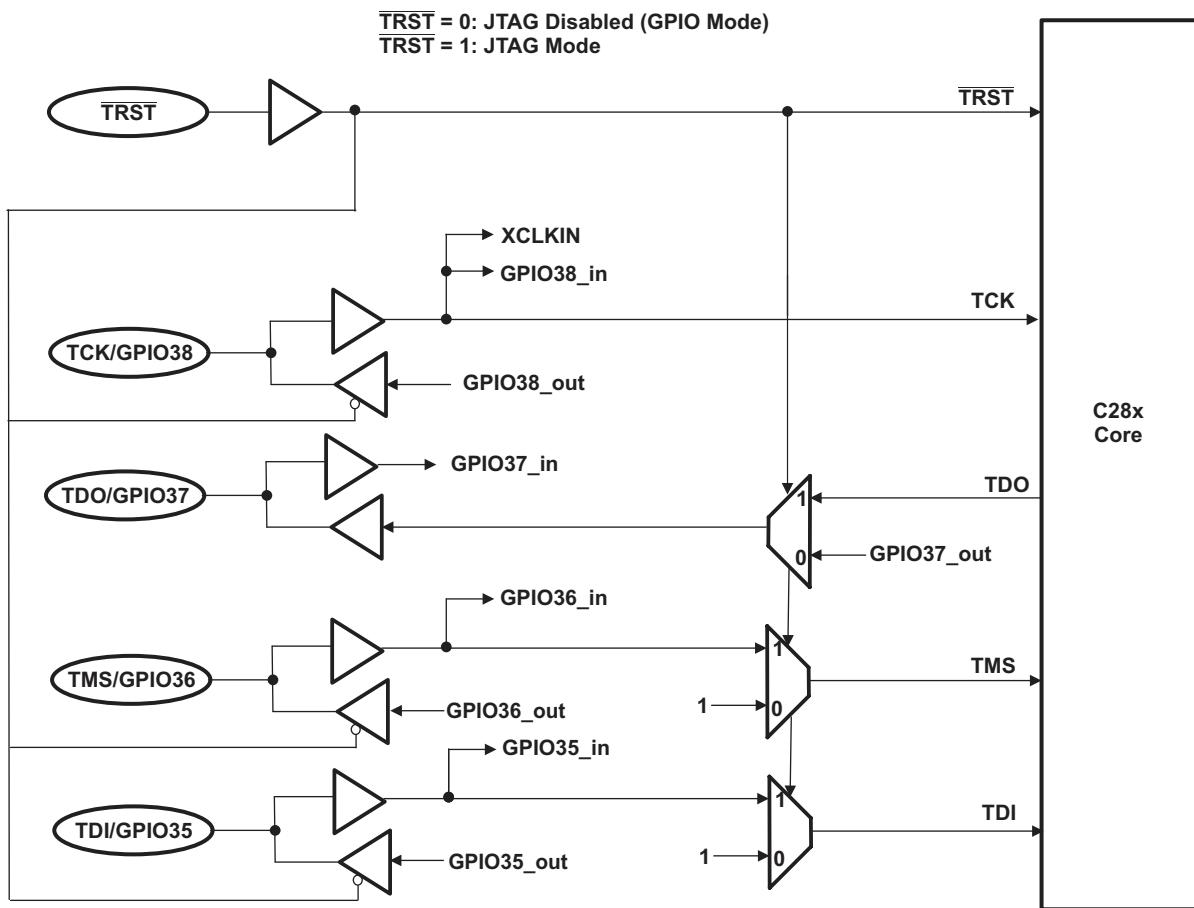 TRST = 0: JTAG Disabled (GPIO Mode)
TRST = 1: JTAG Mode
TRST
TRST
XCLKIN
GPIO38_in
TCK
TCK/GPIO38
GPIO38_out
C28x
Core
GPIO37_in
TDO/GPIO37
TDO
1
0
GPIO37_out
GPIO36_in
1
TMS/GPIO36
TMS
GPIO36_out
1
0
GPIO35_in
1
TDI/GPIO35
TDI
GPIO35_out
1
0